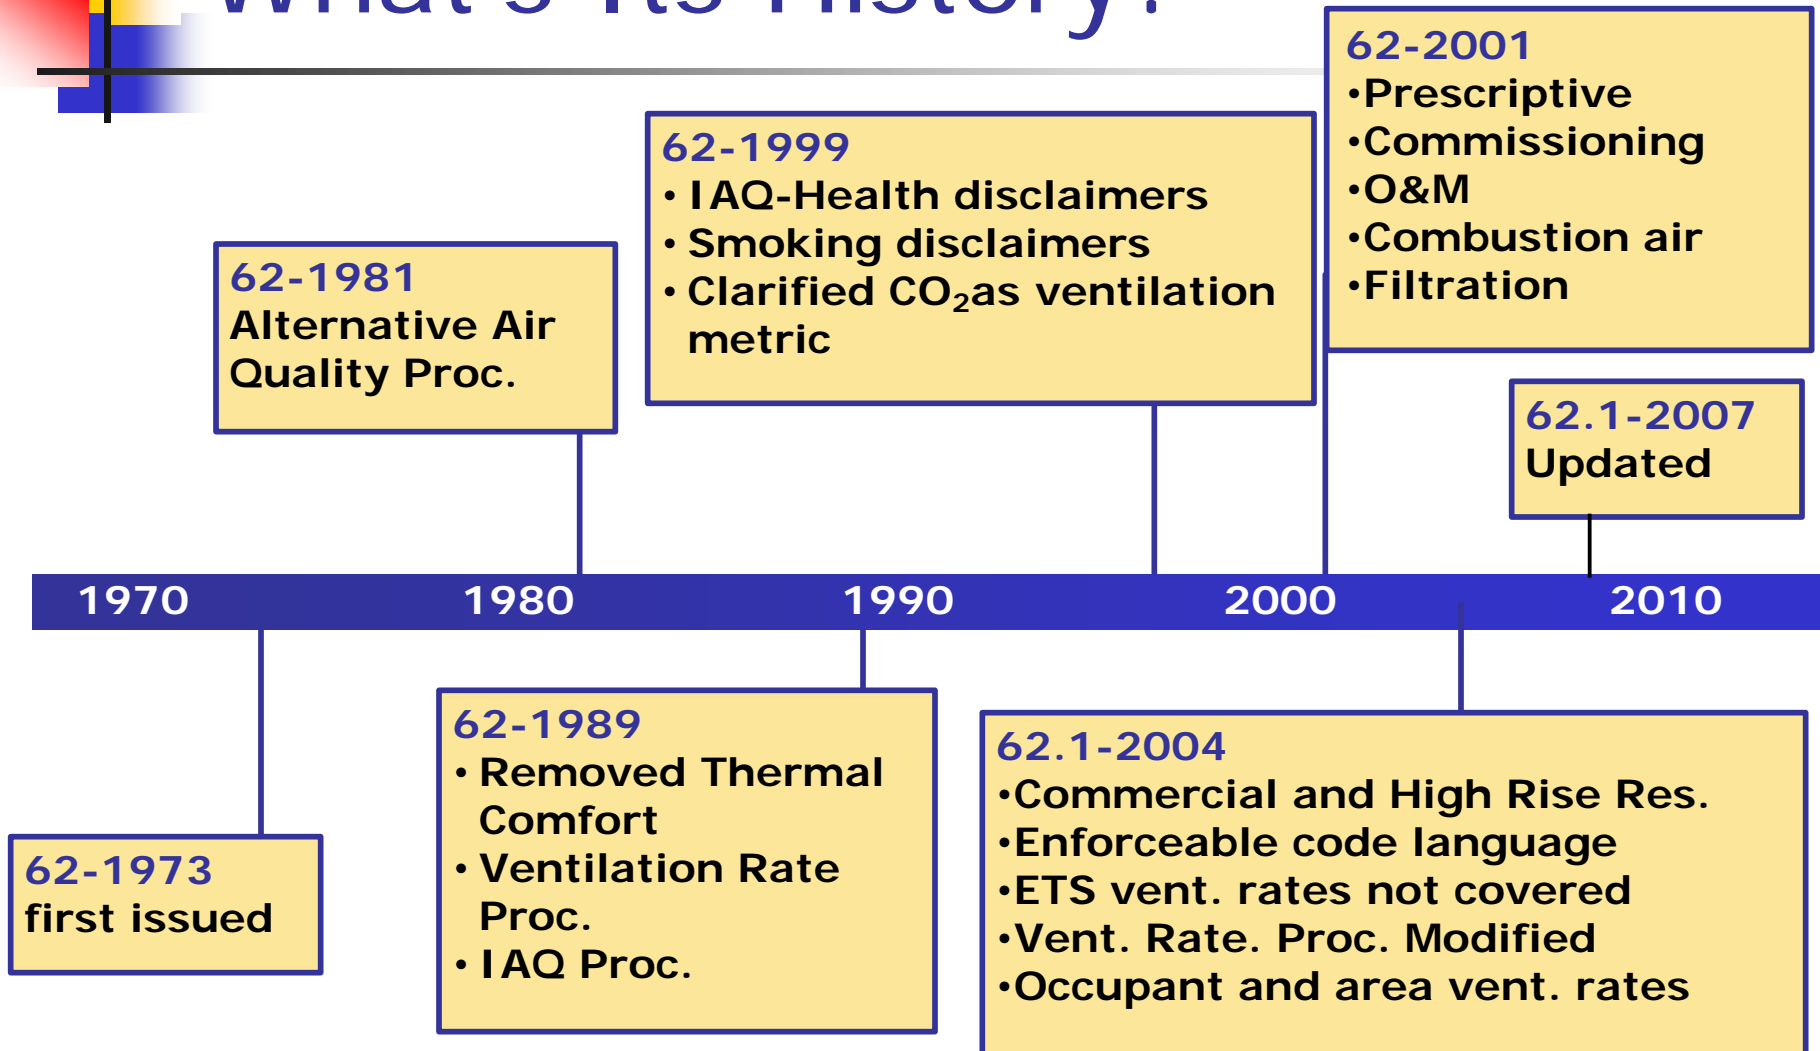 What's Its History?
62-2001
•Prescriptive
•Commissioning
•O&M
•Combustion air
•Filtration
62-1999
• IAQ-Health disclaimers
• Smoking disclaimers
• Clarified CO₂as ventilation
metric
62-1981
Alternative Air
Quality Proc.
62.1-2007
Updated
1970 1980 1990 2000 2010
62-1973
first issued
62-1989
• Removed Thermal
Comfort
• Ventilation Rate
Proc.
• IAQ Proc.
62.1-2004
•Commercial and High Rise Res.
•Enforceable code language
•ETS vent. rates not covered
•Vent. Rate. Proc. Modified
•Occupant and area vent. rates